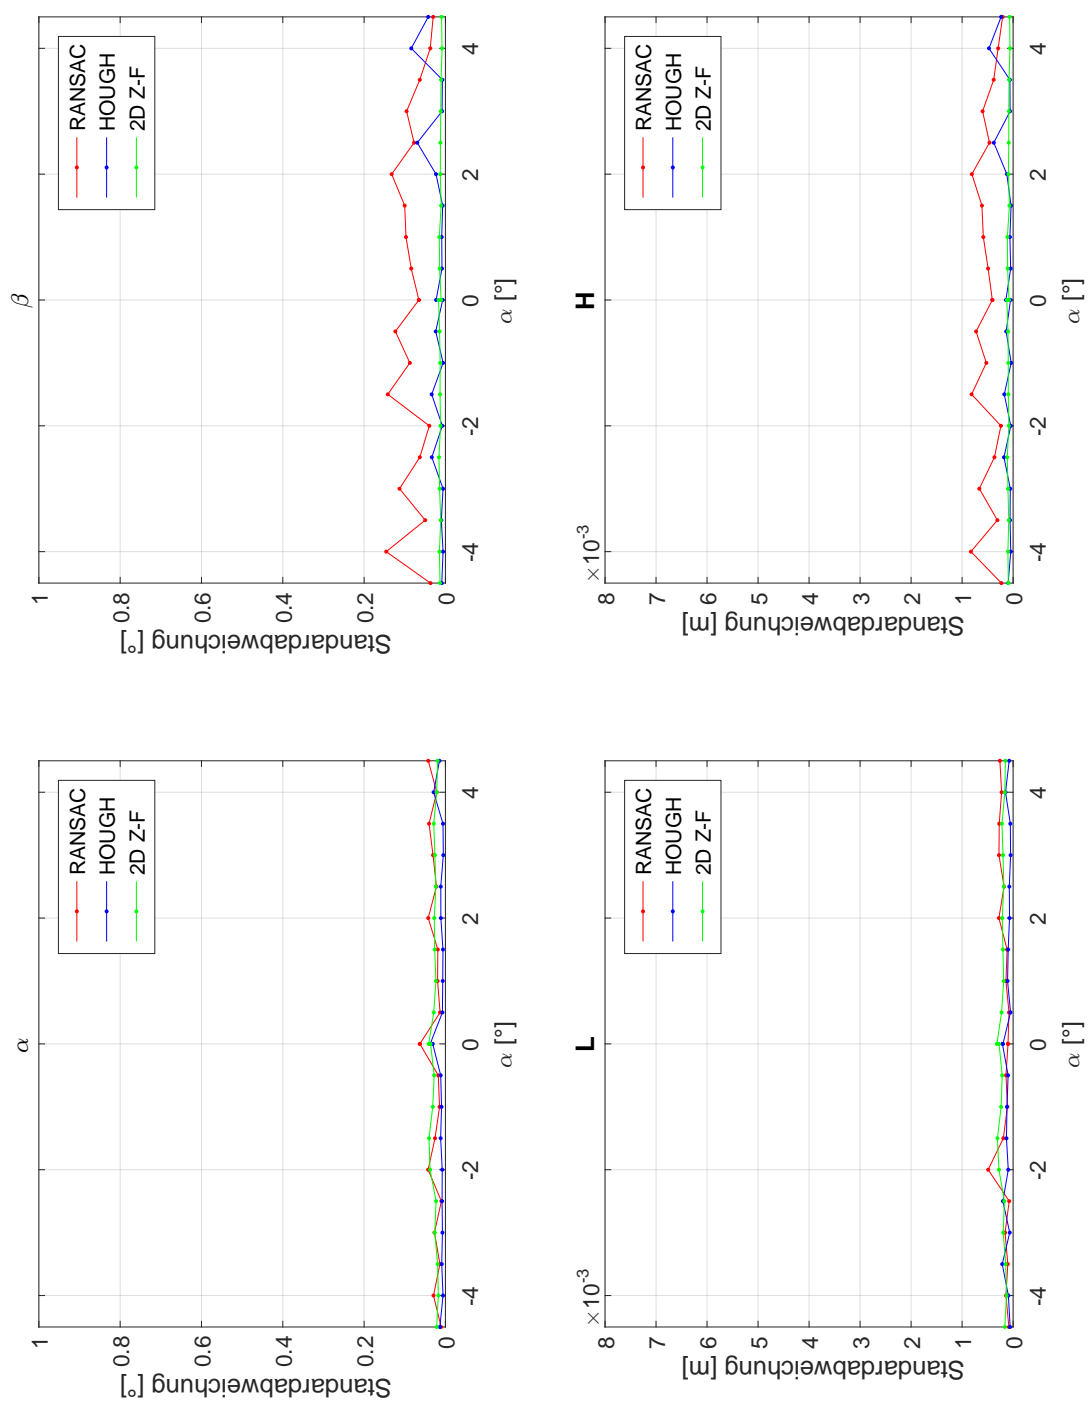 α
1
0.8
0.6
0.4
0.2
0
Standardabweichung [°]
-4
-2
0
2
4
α [°]
RANSAC
HOUGH
2D Z-F
β
1
0.8
0.6
0.4
0.2
0
Standardabweichung [°]
-4
-2
0
2
4
α [°]
RANSAC
HOUGH
2D Z-F
L
×10-3
8
7
6
5
4
3
2
1
0
Standardabweichung [m]
-4
-2
0
2
4
α [°]
RANSAC
HOUGH
2D Z-F
H
×10-3
8
7
6
5
4
3
2
1
0
Standardabweichung [m]
-4
-2
0
2
4
α [°]
RANSAC
HOUGH
2D Z-F